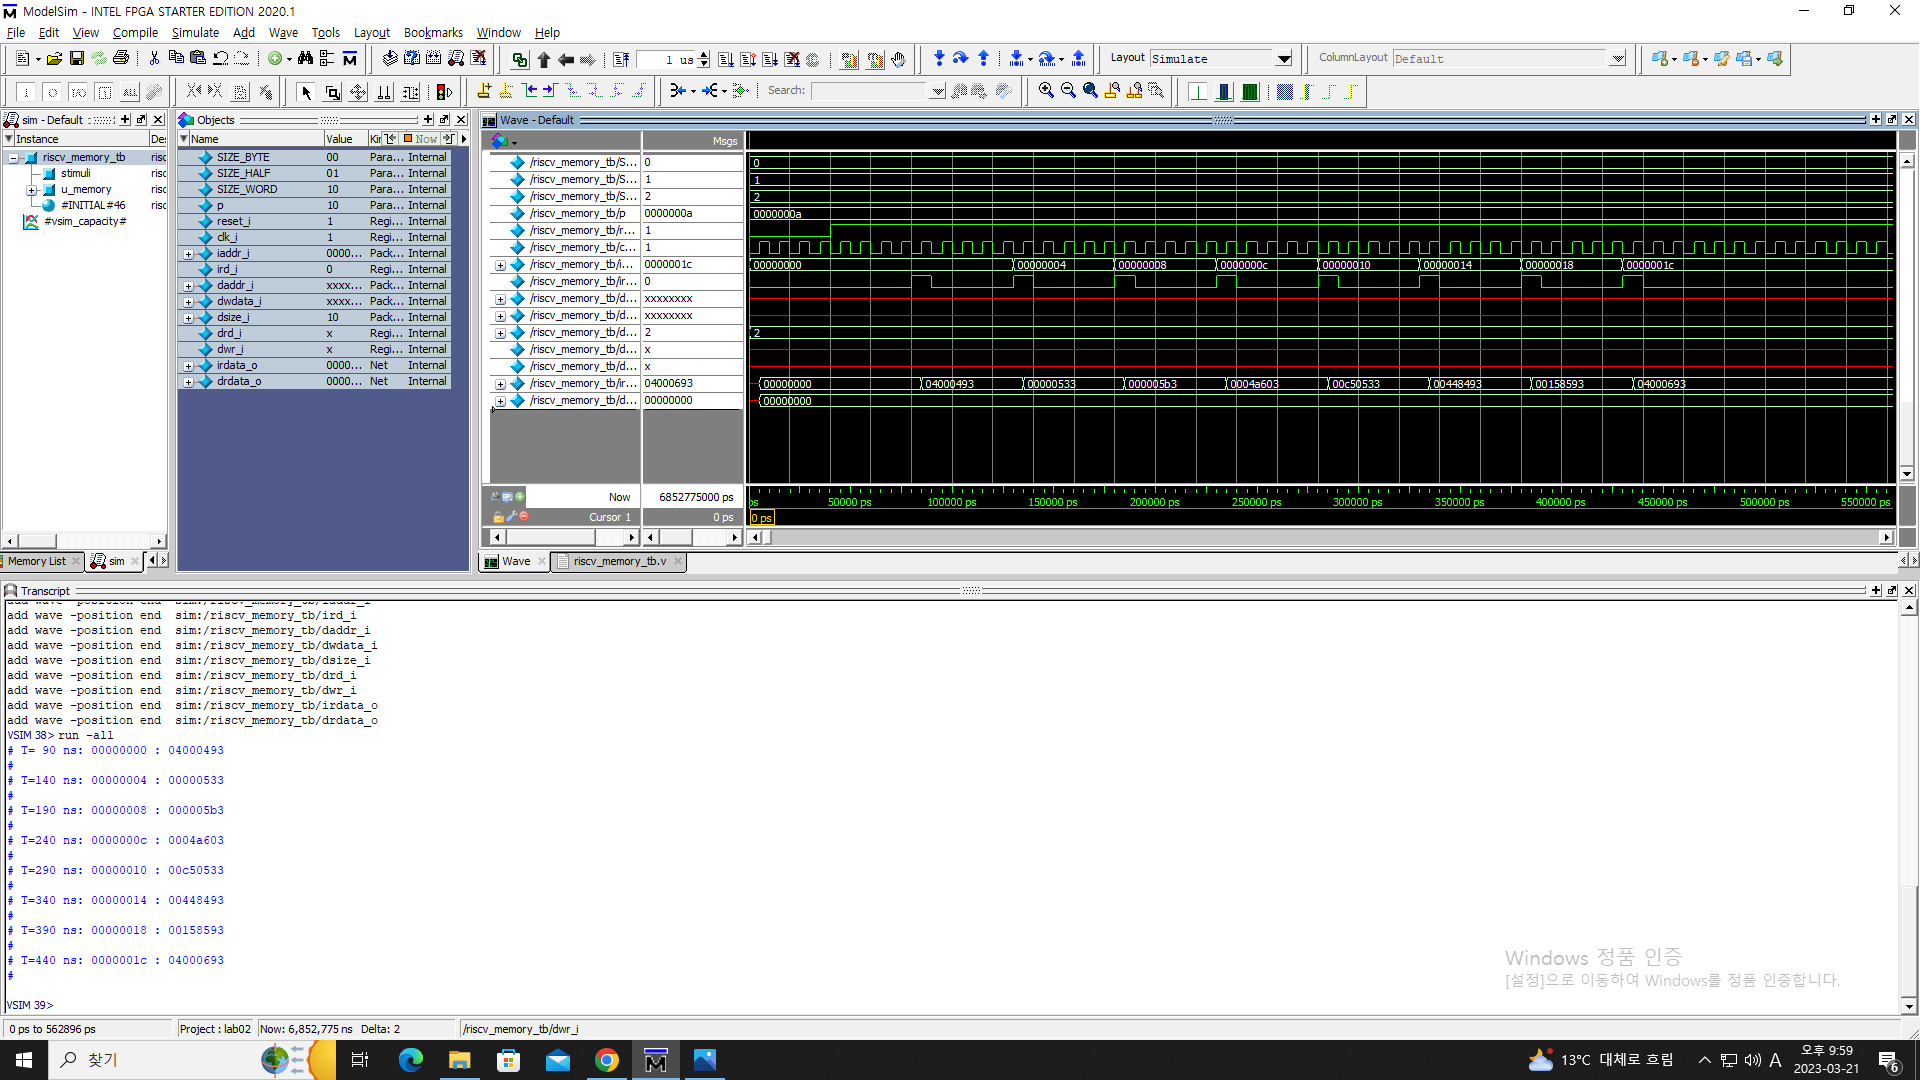 ModelSim - INTEL FPGA STARTER EDITION 2020.1
File Edit View Compile Simulate Add Wave Tools Layout Bookmarks Window Help
1 us
Layout Simulate
ColumnLayout Default
Search:
sim - Default
Instance
riscv_memory_tb risc
stimuli risc
u_memory risc
#INITIAL#46 risc
#vsim_capacity#
Memory List
sim
Objects
Name Value Now
SIZE_BYTE 00 Para... Internal
SIZE_HALF 01 Para... Internal
SIZE_WORD 10 Para... Internal
p 10 Para... Internal
reset_i 1 Regi... Internal
clk_i 1 Regi... Internal
iaddr_i 0000... Pack... Internal
ird_i 0 Regi... Internal
daddr_i xxxx... Pack... Internal
dwdata_i xxxx... Pack... Internal
dsize_i 10 Pack... Internal
drd_i x Regi... Internal
dwr_i x Regi... Internal
irdata_o 0000... Net Internal
drdata_o 0000... Net Internal
Wave - Default
Msgs
/riscv_memory_tb/S... 0 0
/riscv_memory_tb/S... 1 1
/riscv_memory_tb/S... 2 2
/riscv_memory_tb/p 0000000a 0000000a
/riscv_memory_tb/r... 1
/riscv_memory_tb/c... 1
/riscv_memory_tb/i... 0000001c 00000000 00000004 00000008 0000000c 00000010 00000014 00000018 0000001c
/riscv_memory_tb/ir... 0
/riscv_memory_tb/d... xxxxxxxx
/riscv_memory_tb/d... xxxxxxxx
/riscv_memory_tb/d... 2 2
/riscv_memory_tb/d... x
/riscv_memory_tb/d... x
/riscv_memory_tb/ir... 04000693 00000000 04000493 00000533 000005b3 0004a603 00c50533 00448493 00158593 04000693
/riscv_memory_tb/d... 00000000 00000000
Now 6852775000 ps ps 50000 ps 100000 ps 150000 ps 200000 ps 250000 ps 300000 ps 350000 ps 400000 ps 450000 ps 500000 ps 550000 ps
Cursor 1 0 ps 0 ps
Wave
riscv_memory_tb.v
Transcript
add wave -position end sim:/riscv_memory_tb/iaddr_i
add wave -position end sim:/riscv_memory_tb/ird_i
add wave -position end sim:/riscv_memory_tb/daddr_i
add wave -position end sim:/riscv_memory_tb/dwdata_i
add wave -position end sim:/riscv_memory_tb/dsize_i
add wave -position end sim:/riscv_memory_tb/drd_i
add wave -position end sim:/riscv_memory_tb/dwr_i
add wave -position end sim:/riscv_memory_tb/irdata_o
add wave -position end sim:/riscv_memory_tb/drdata_o
VSIM 38> run -all
# T= 90 ns: 00000000 : 04000493
#
# T=140 ns: 00000004 : 00000533
#
# T=190 ns: 00000008 : 000005b3
#
# T=240 ns: 0000000c : 0004a603
#
# T=290 ns: 00000010 : 00c50533
#
# T=340 ns: 00000014 : 00448493
#
# T=390 ns: 00000018 : 00158593
#
# T=440 ns: 0000001c : 04000693
#
VSIM 39>
Windows 정품 인증
[설정]으로 이동하여 Windows를 정품 인증합니다.
0 ps to 562896 ps Project : lab02 Now: 6,852,775 ns Delta: 2 /riscv_memory_tb/dwr_i
찾기
13°C 대체로 흐림
A
오후 9:59
2023-03-21
6